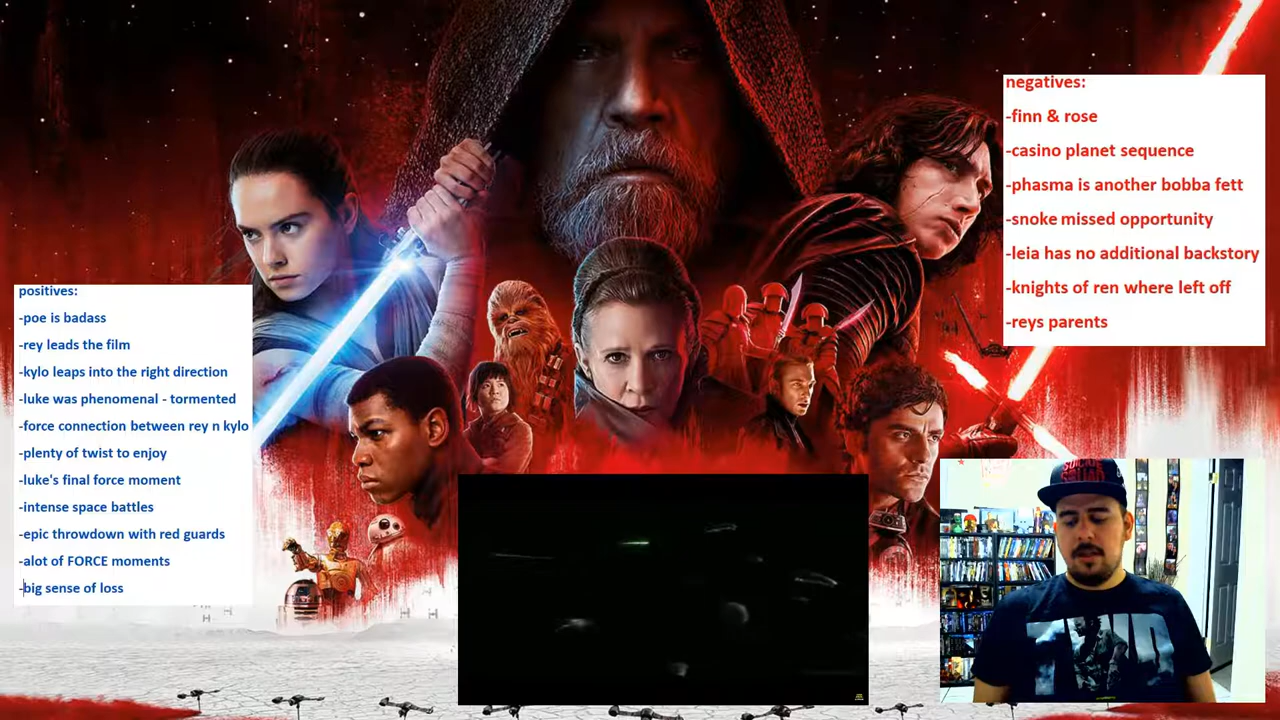 negatives:
-finn & rose
-casino planet sequence
-phasma is another bobba fett
-snoke missed opportunity
-leia has no additional backstory
-knights of ren where left off
-reys parents
positives:
-poe is badass
-rey leads the film
-kylo leaps into the right direction
-luke was phenomenal - tormented
-force connection between rey n kylo
-plenty of twist to enjoy
-luke's final force moment
-intense space battles
-epic throwdown with red guards
-alot of FORCE moments
-big sense of loss
SUICIDE
SQUAD
TWD